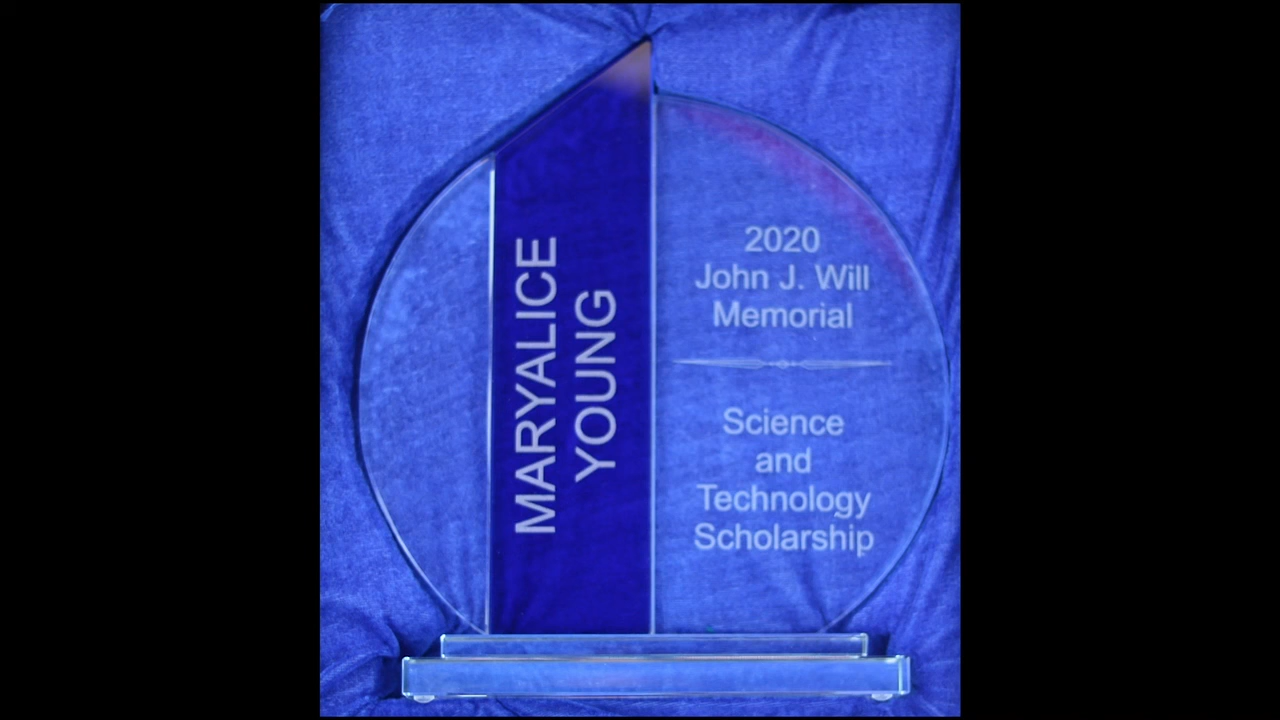 MARYALICE
YOUNG
2020
John J. Will
Memorial
Science
and
Technology
Scholarship